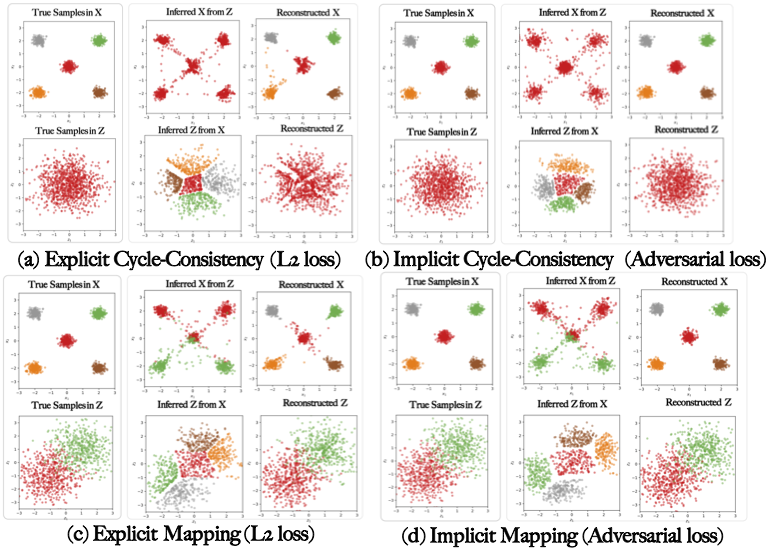 True Samples in X
Inferred X from Z
Reconstructed X
True Samples in X
Inferred X from Z
Reconstructed X
True Samples in Z
Inferred Z from X
Reconstructed Z
True Samples in Z
Inferred Z from X
Reconstructed Z
(a) Explicit Cycle-Consistency (L2 loss)
(b) Implicit Cycle-Consistency (Adversarial loss)
True Samples in X
Inferred X from Z
Reconstructed X
True Samples in X
Inferred X from Z
Reconstructed X
True Samples in Z
Inferred Z from X
Reconstructed Z
True Samples in Z
Inferred Z from X
Reconstructed Z
(c) Explicit Mapping (L2 loss)
(d) Implicit Mapping (Adversarial loss)